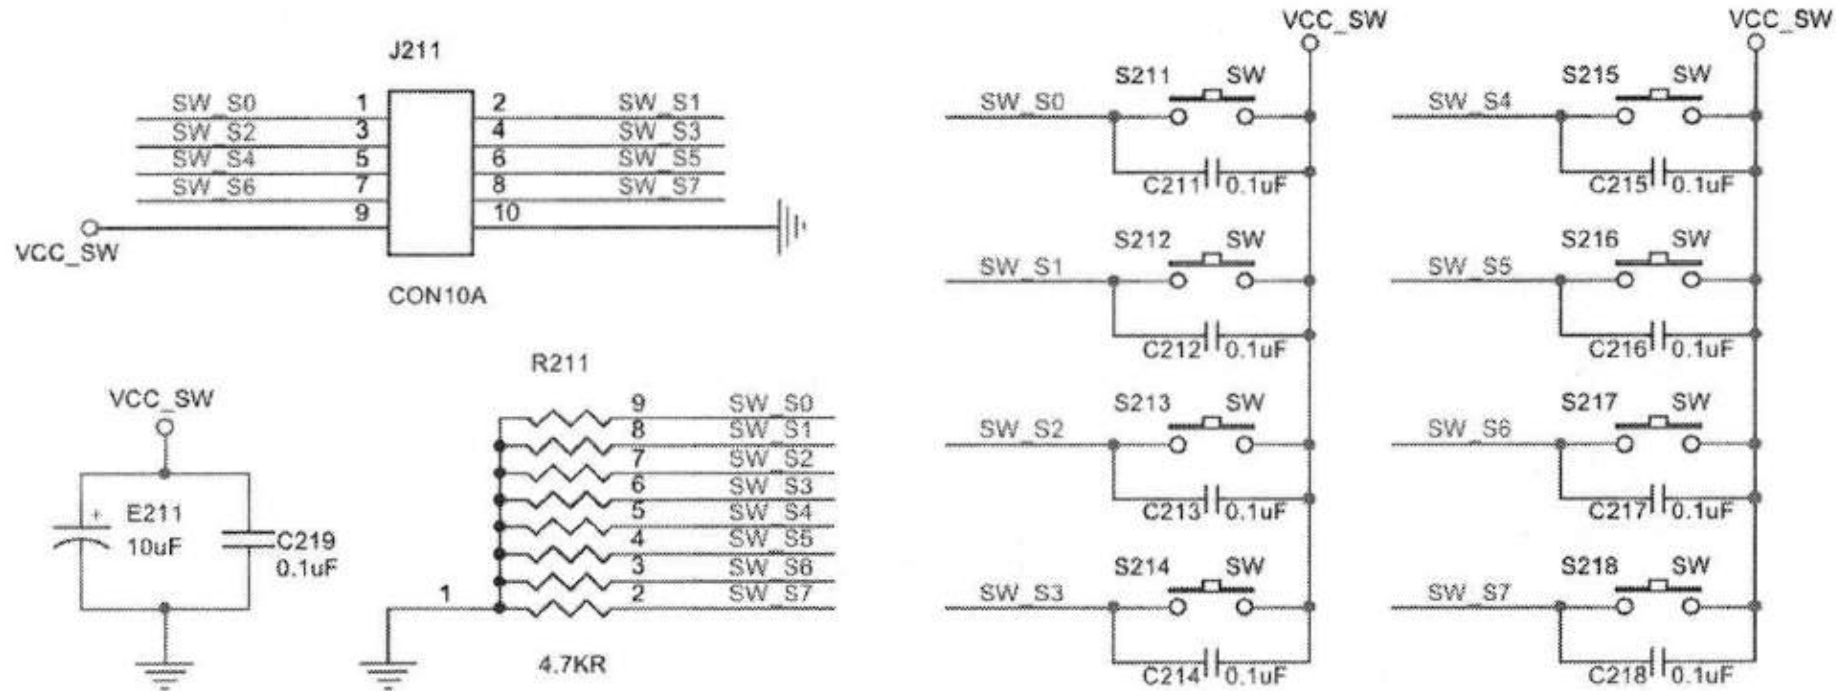 J211
SW_S0 1 2 SW_S1
SW_S2 3 4 SW_S3
SW_S4 5 6 SW_S5
SW_S6 7 8 SW_S7
9 10
VCC_SW
CON10A
VCC_SW
+ E211
10uF
C219
0.1uF
R211
9 SW_S0
8 SW_S1
7 SW_S2
6 SW_S3
5 SW_S4
4 SW_S5
3 SW_S6
1 2 SW_S7
4.7KR
VCC_SW
S211 SW
SW_S0
C211 0.1uF
S212 SW
SW_S1
C212 0.1uF
S213 SW
SW_S2
C213 0.1uF
S214 SW
SW_S3
C214 0.1uF
VCC_SW
S215 SW
SW_S4
C215 0.1uF
S216 SW
SW_S5
C216 0.1uF
S217 SW
SW_S6
C217 0.1uF
S218 SW
SW_S7
C218 0.1uF